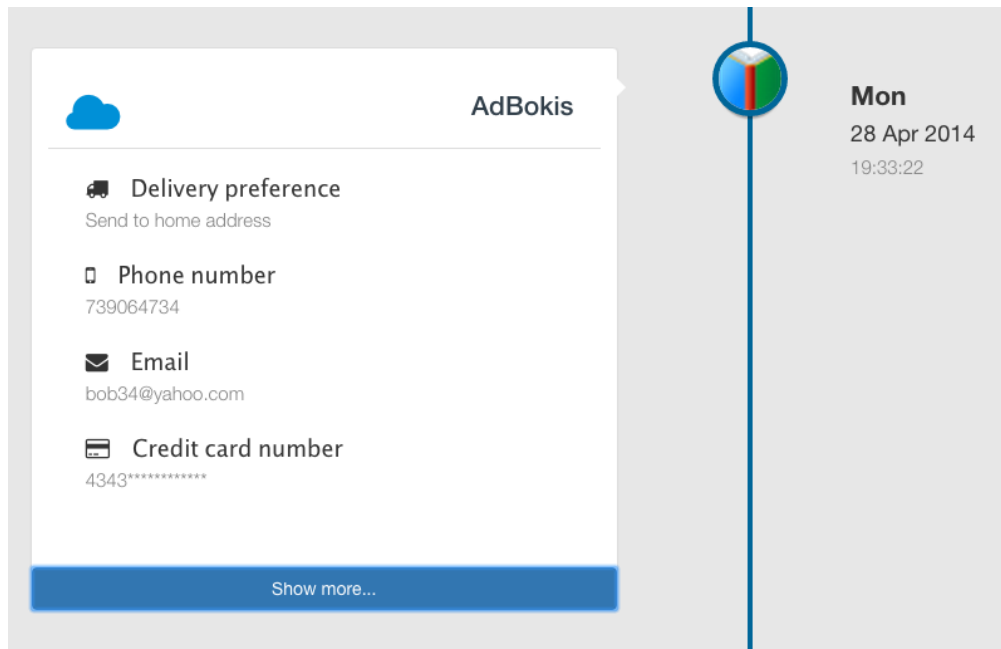 AdBokis
Delivery preference
Send to home address
Phone number
739064734
Email
bob34@yahoo.com
Credit card number
4343************
Show more...
Mon
28 Apr 2014
19:33:22